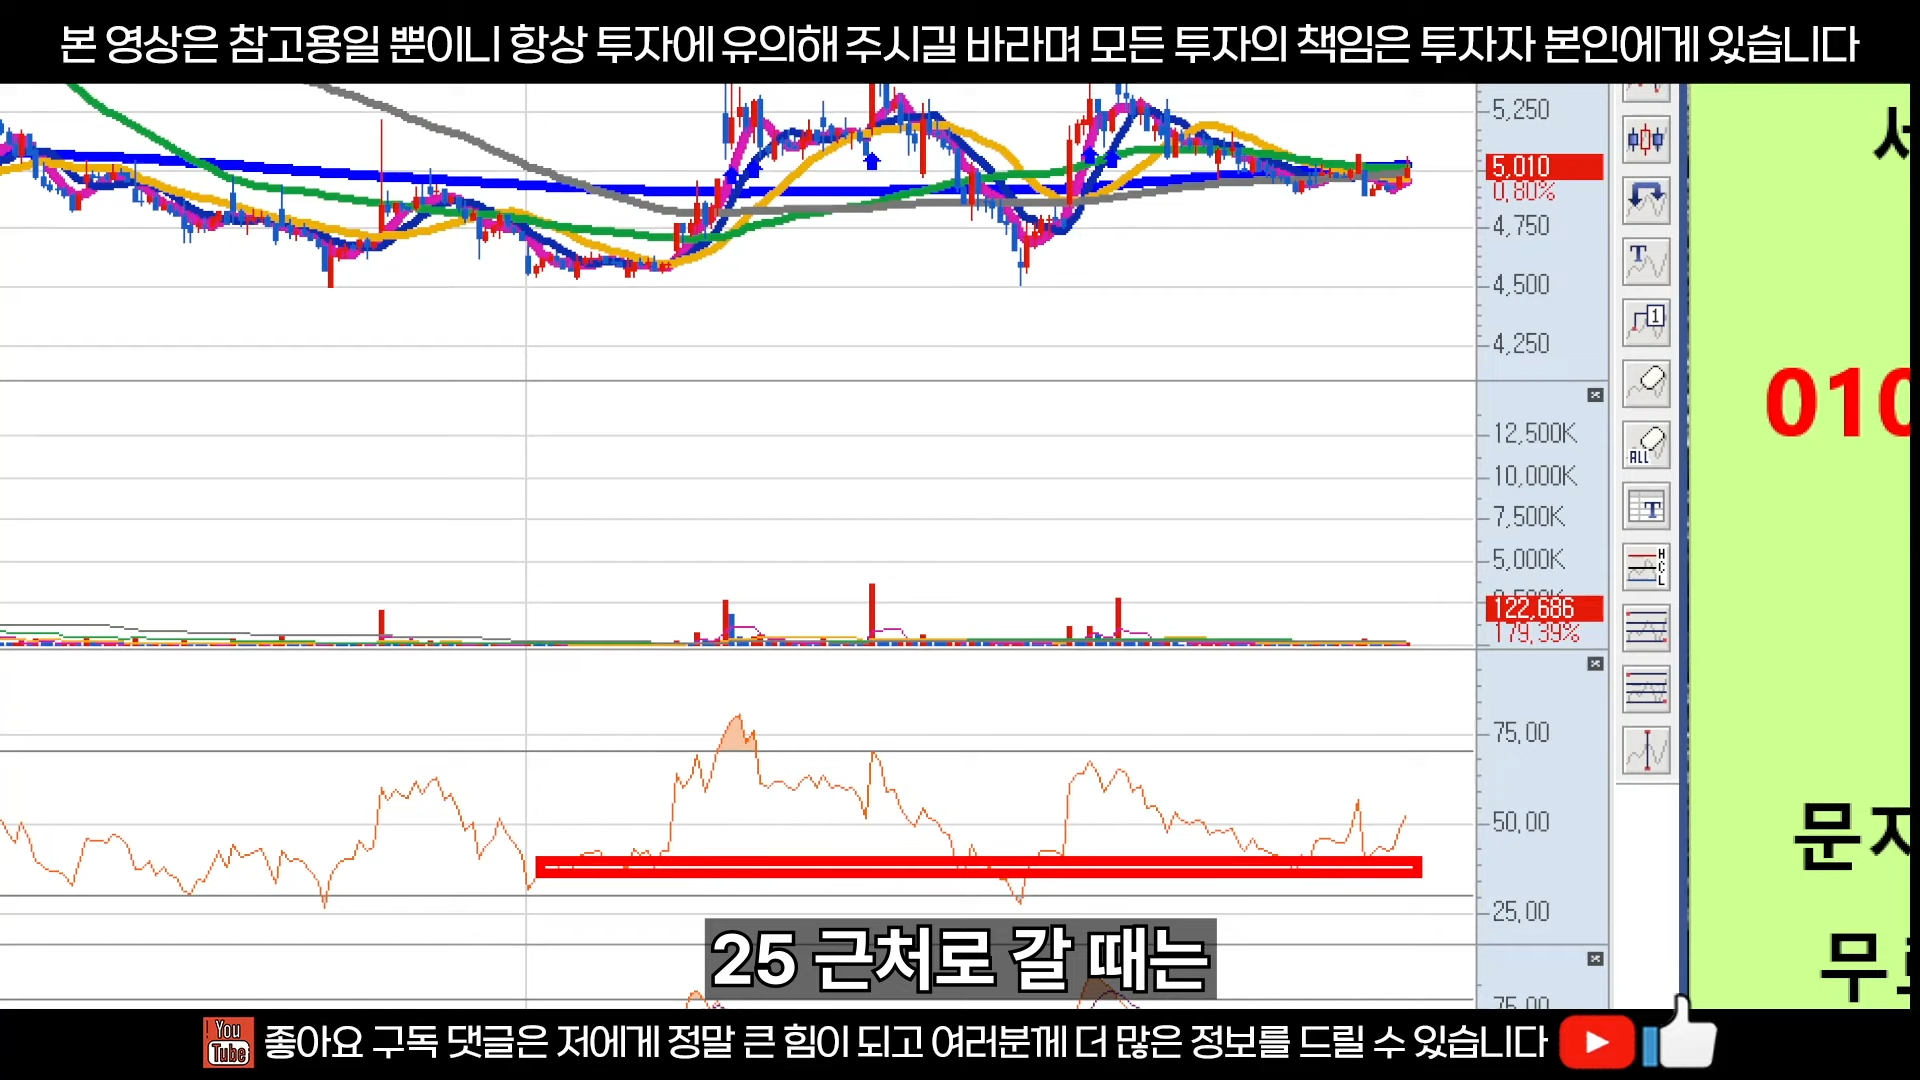 본 영상은 참고용일 뿐이니 항상 투자에 유의해 주시길 바라며 모든 투자의 책임은 투자자 본인에게 있습니다
5,250
5,010
0,80%
4,750
4,500
4,250
12,500K
10,000K
7,500K
5,000K
122,686
179,39%
75,00
50,00
25,00
75,00
T
1
ALL
T
H
C
L
010
문자
25 근처로 갈 때는
You
Tube
좋아요 구독 댓글은 저에게 정말 큰 힘이 되고 여러분께 더 많은 정보를 드릴 수 있습니다